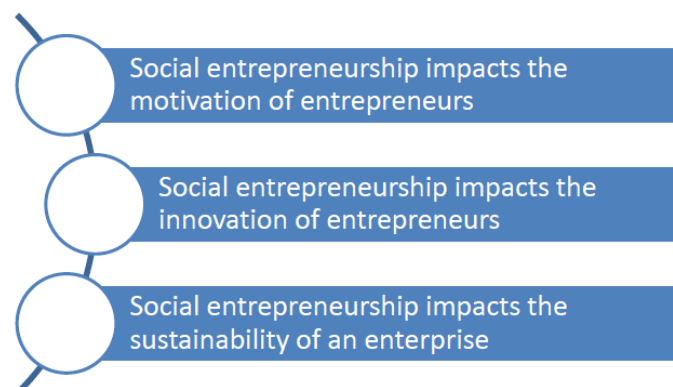 Social entrepreneurship impacts the
motivation of entrepreneurs
Social entrepreneurship impacts the
innovation of entrepreneurs
Social entrepreneurship impacts the
sustainability of an enterprise